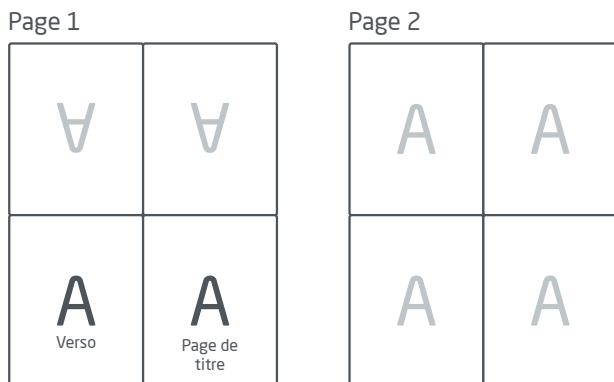 Page 1
Page 2
A A
A A
A
Verso
A
Page de
titre
A A